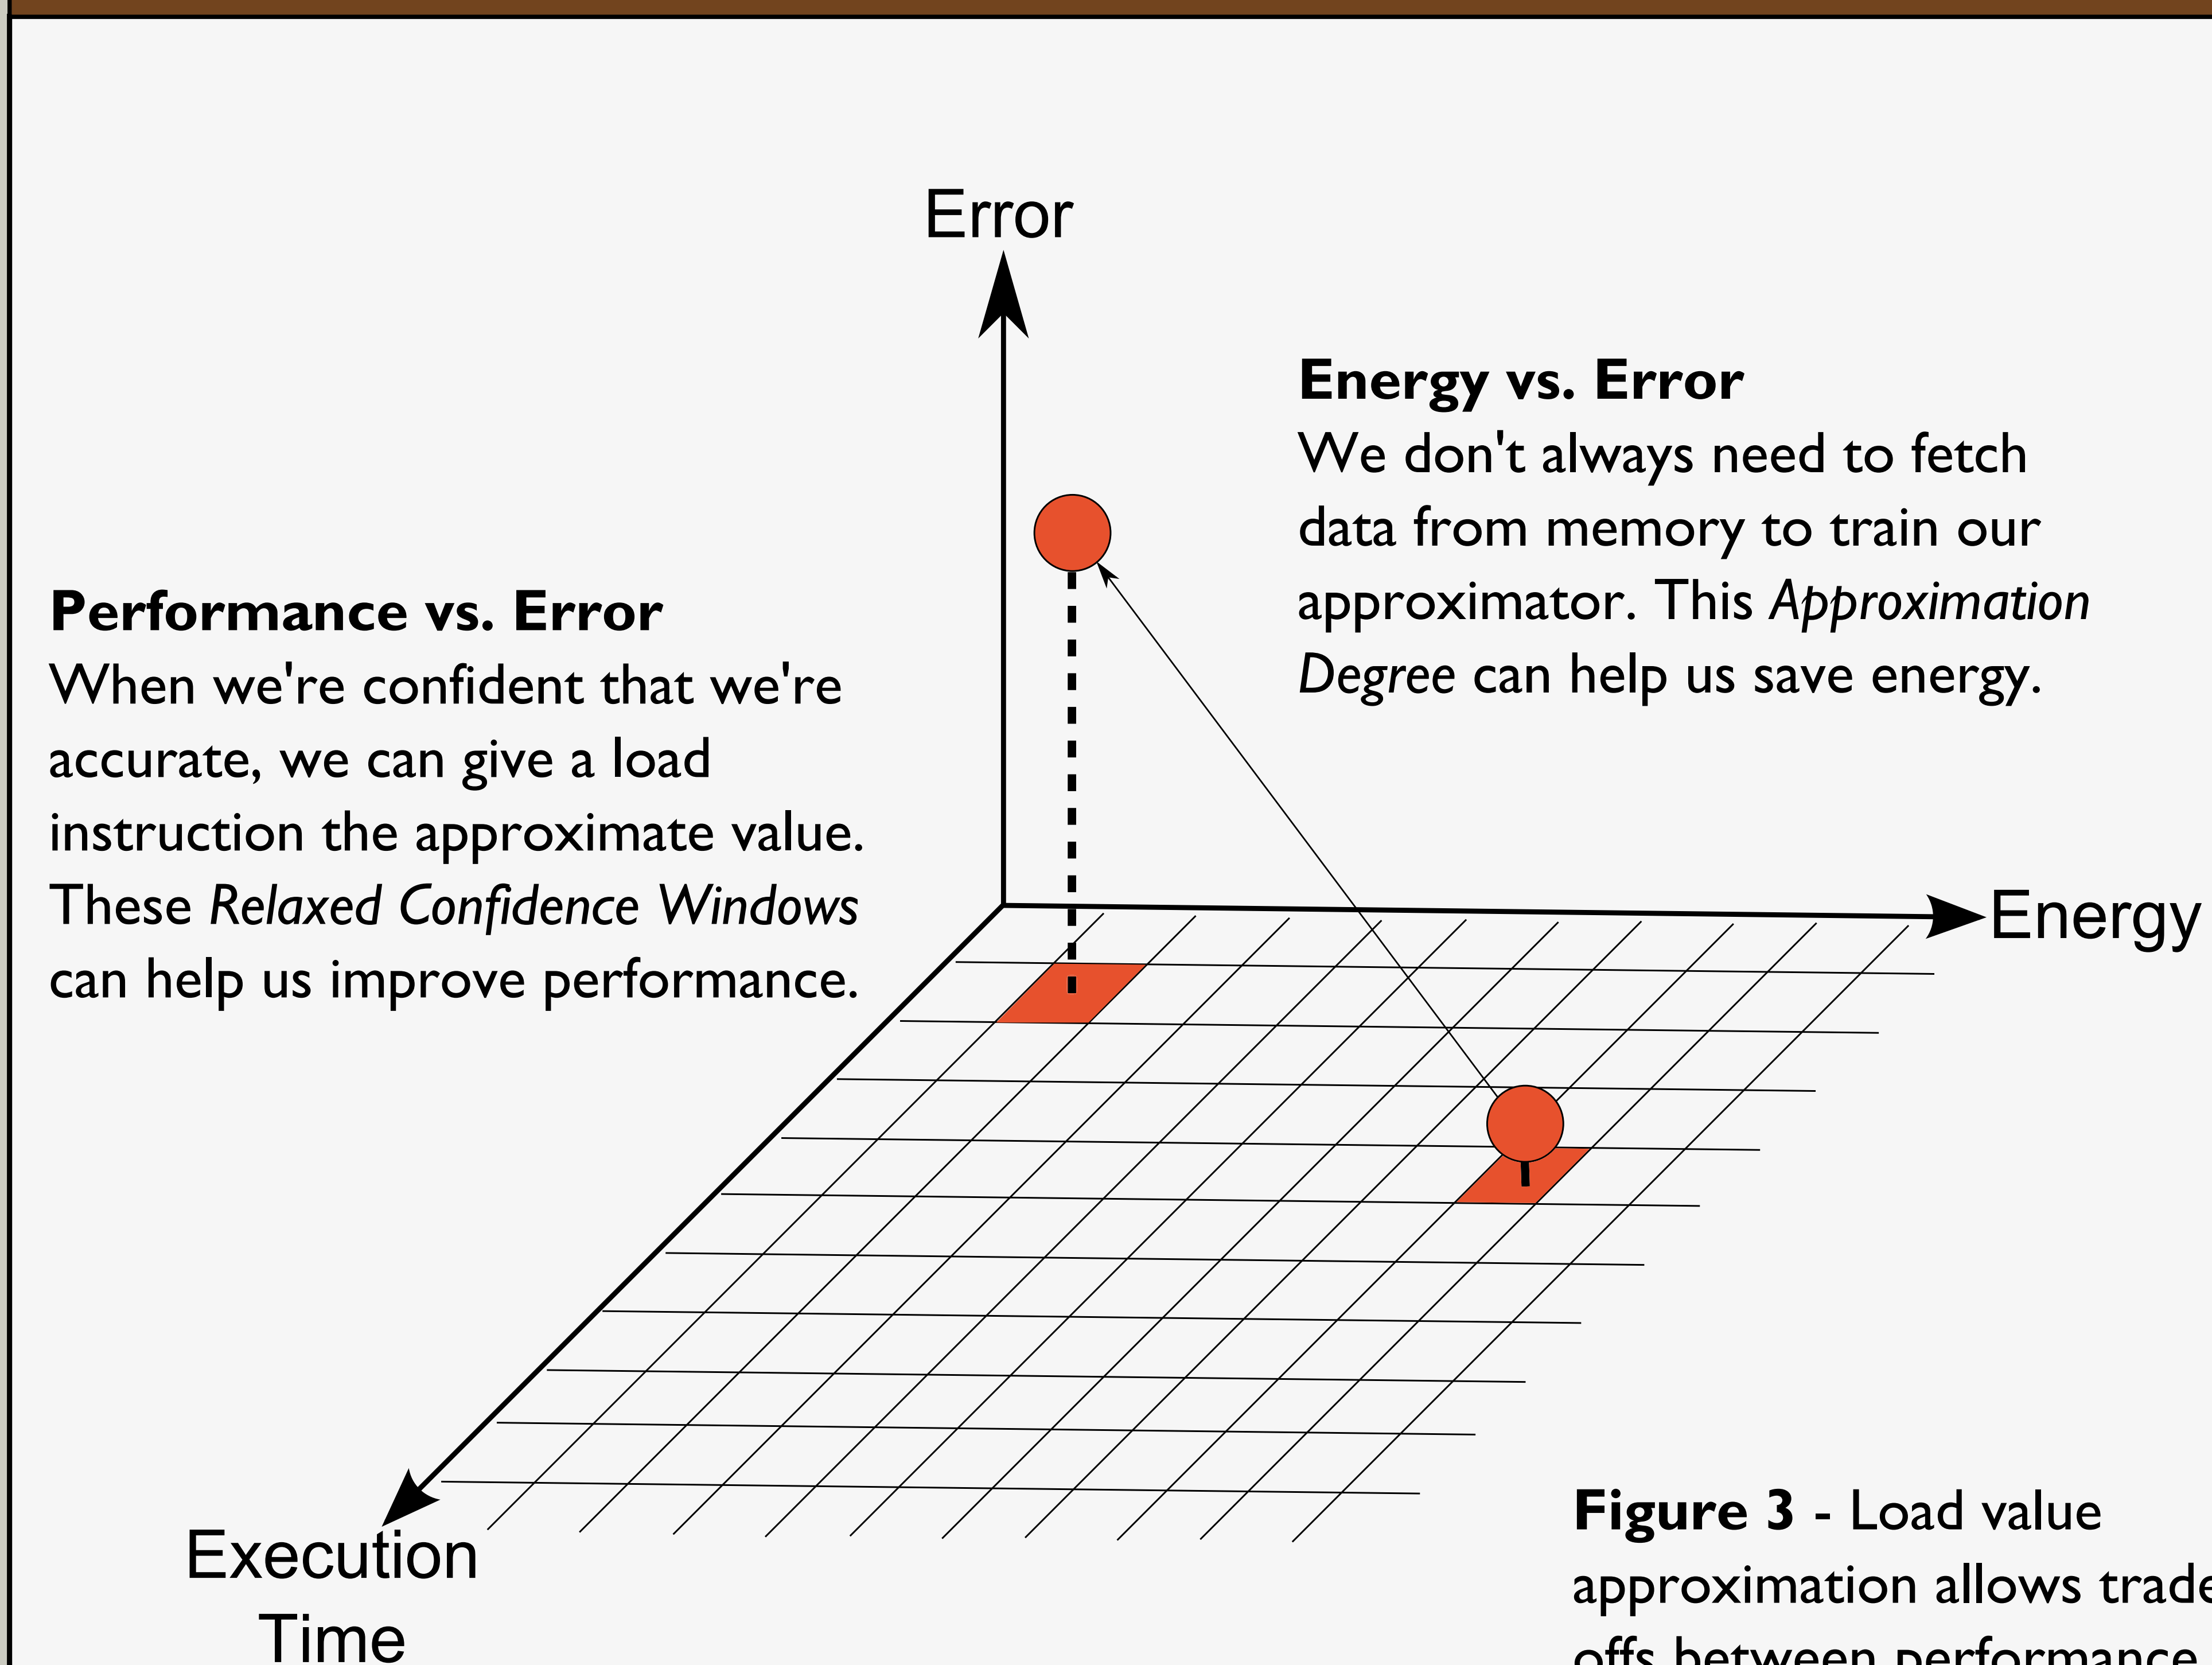 Error
Energy vs. Error
We don't always need to fetch
data from memory to train our
approximator. This Approximation
Degree can help us save energy.
Performance vs. Error
When we're confident that we're
accurate, we can give a load
instruction the approximate value.
These Relaxed Confidence Windows
can help us improve performance.
Energy
Execution
Time
Figure 3 - Load value
approximation allows trade
offs between performance